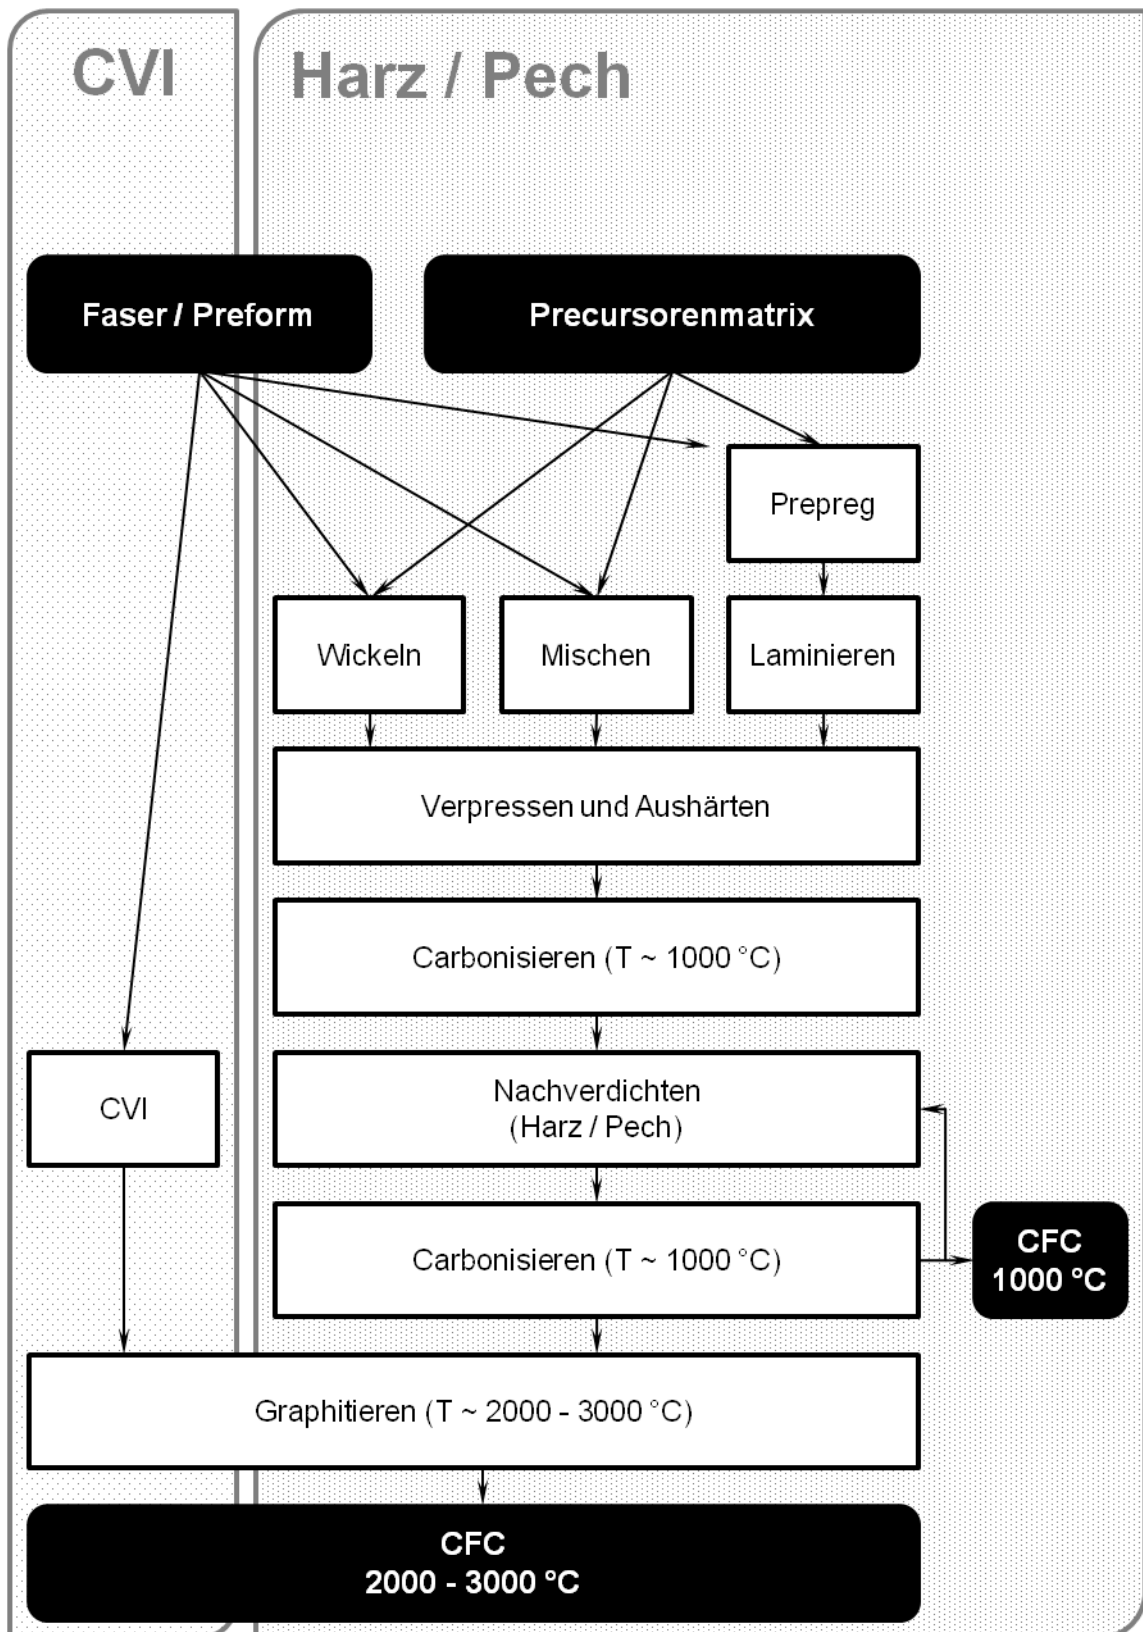 CVI
Harz / Pech
Faser / Preform
Precursorenmatrix
Prepreg
Wickeln
Mischen
Laminieren
Verpressen und Aushärten
Carbonisieren (T ~ 1000 °C)
CVI
Nachverdichten
(Harz / Pech)
Carbonisieren (T ~ 1000 °C)
CFC
1000 °C
Graphitieren (T ~ 2000 - 3000 °C)
CFC
2000 - 3000 °C